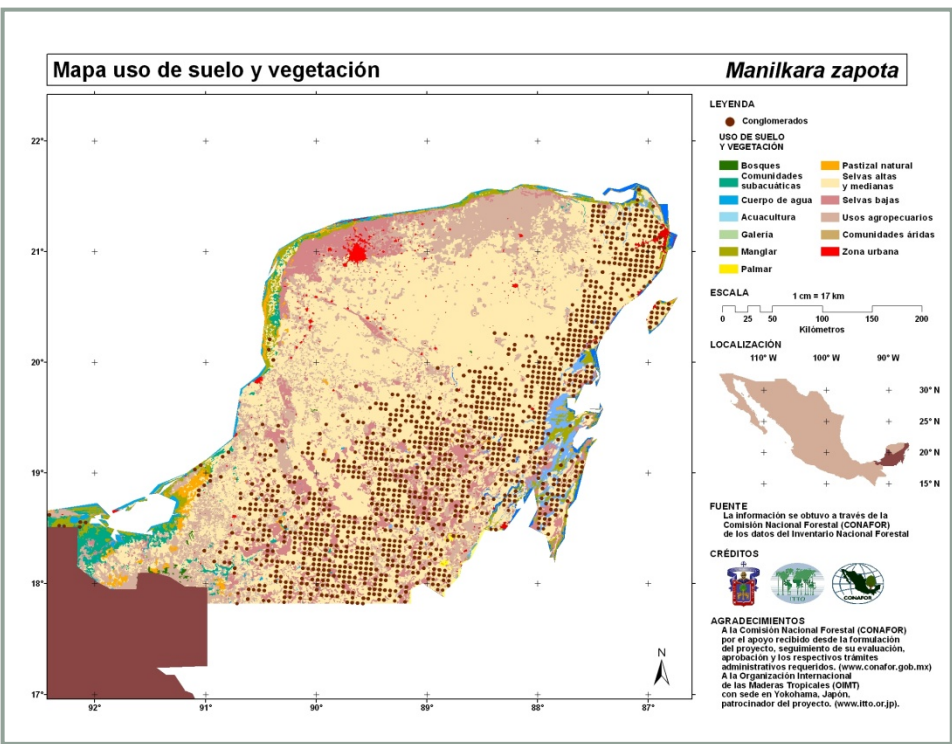 Mapa uso de suelo y vegetación
Manilkara zapota
22°
21°
20°
19°
18°
17°
92°
91°
90°
89°
88°
87°
N
LEYENDA
Conglomerados
USO DE SUELO
Y VEGETACIÓN
Bosques
Comunidades
subacuáticas
Cuerpo de agua
Acuacultura
Galería
Manglar
Palmar
Pastizal natural
Selvas altas
y medianas
Selvas bajas
Usos agropecuarios
Comunidades áridas
Zona urbana
ESCALA
1 cm = 17 km
0 25 50 100 150 200
Kilómetros
LOCALIZACIÓN
110° W 100° W 90° W
30° N
25° N
20° N
15° N
FUENTE
La información se obtuvo a través de la
Comisión Nacional Forestal (CONAFOR)
de los datos del Inventario Nacional Forestal
CRÉDITOS
ITTO
CONAFOR
AGRADECIMIENTOS
A la Comisión Nacional Forestal (CONAFOR)
por el apoyo recibido desde la formulación
del proyecto, seguimiento de su evaluación,
aprobación y los respectivos trámites
administrativos requeridos. (www.conafor.gob.mx)
A la Organización Internacional
de las Maderas Tropicales (OIMT)
con sede en Yokohama, Japón,
patrocinador del proyecto. (www.itto.or.jp).